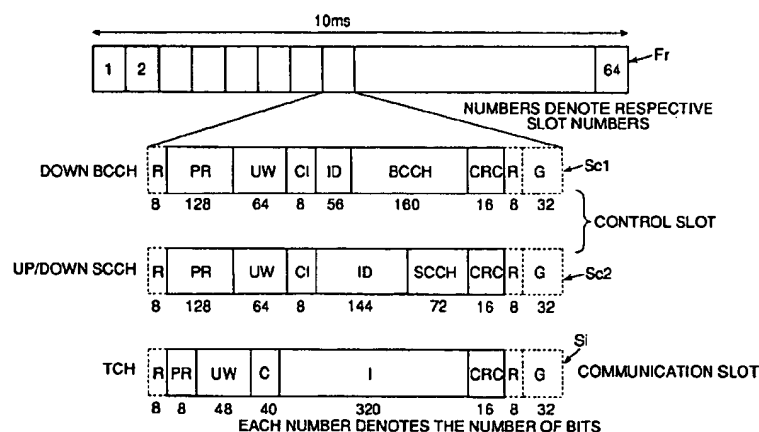 10ms
1 2 64 Fr
NUMBERS DENOTE RESPECTIVE
SLOT NUMBERS
DOWN BCCH R PR UW CI ID BCCH CRC R G Sc1
8 128 64 8 56 160 16 8 32
CONTROL SLOT
UP/DOWN SCCH R PR UW CI ID SCCH CRC R G Sc2
8 128 64 8 144 72 16 8 32
Si
TCH R PR UW C I CRC R G COMMUNICATION SLOT
8 8 48 40 320 16 8 32
EACH NUMBER DENOTES THE NUMBER OF BITS